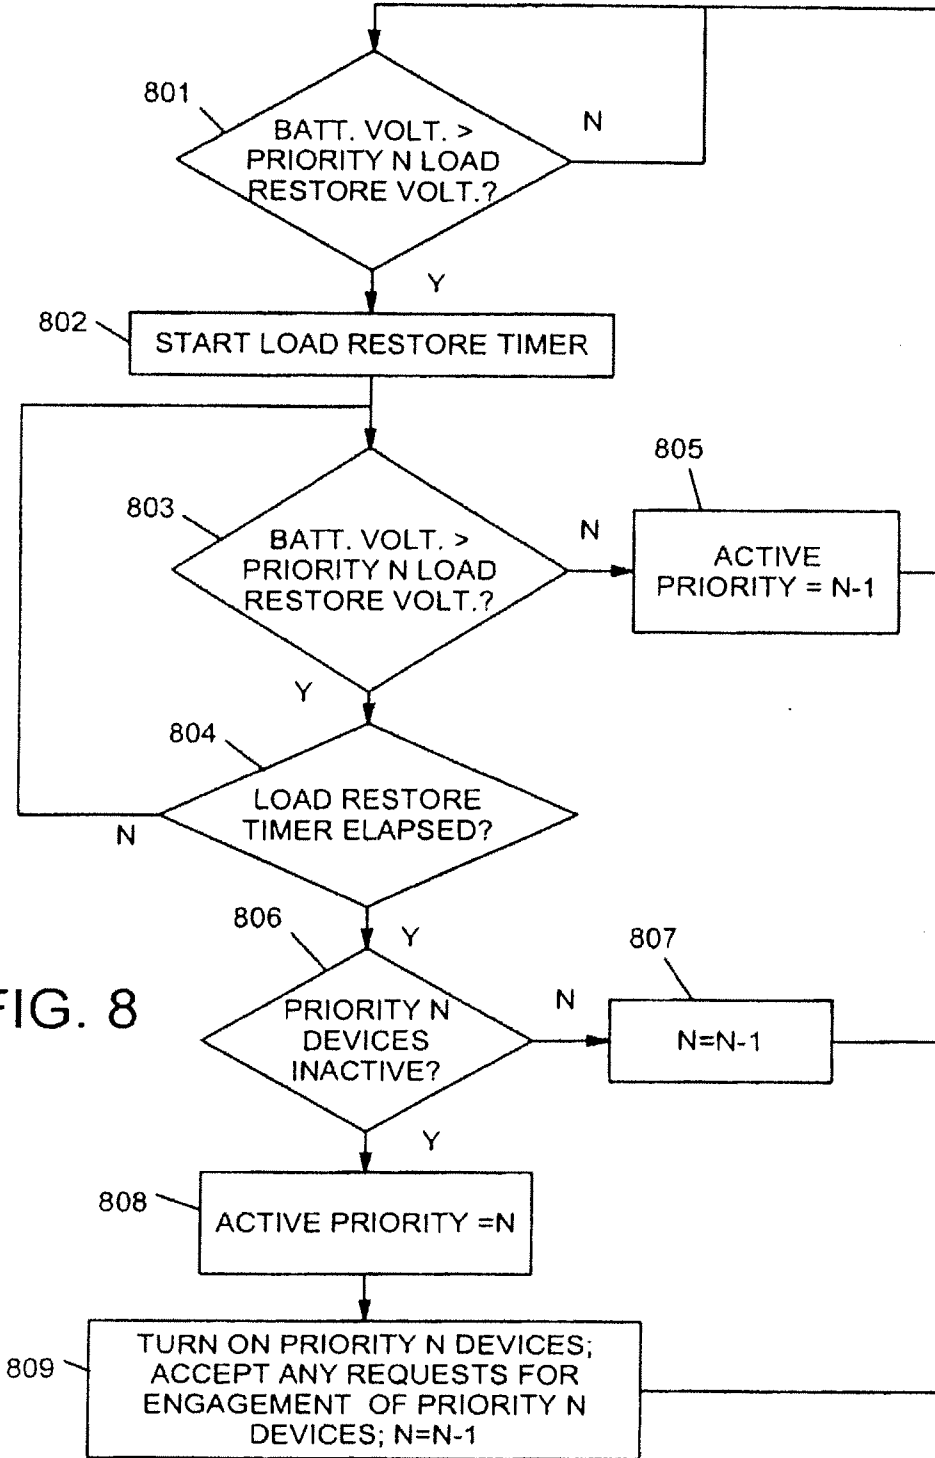 801
BATT. VOLT. >
PRIORITY N LOAD
RESTORE VOLT.?
N
Y
802
START LOAD RESTORE TIMER
803
BATT. VOLT. >
PRIORITY N LOAD
RESTORE VOLT.?
N
805
ACTIVE
PRIORITY = N-1
Y
804
LOAD RESTORE
TIMER ELAPSED?
N
Y
806
PRIORITY N
DEVICES
INACTIVE?
N
807
N=N-1
FIG. 8
Y
808
ACTIVE PRIORITY =N
809
TURN ON PRIORITY N DEVICES;
ACCEPT ANY REQUESTS FOR
ENGAGEMENT OF PRIORITY N
DEVICES; N=N-1